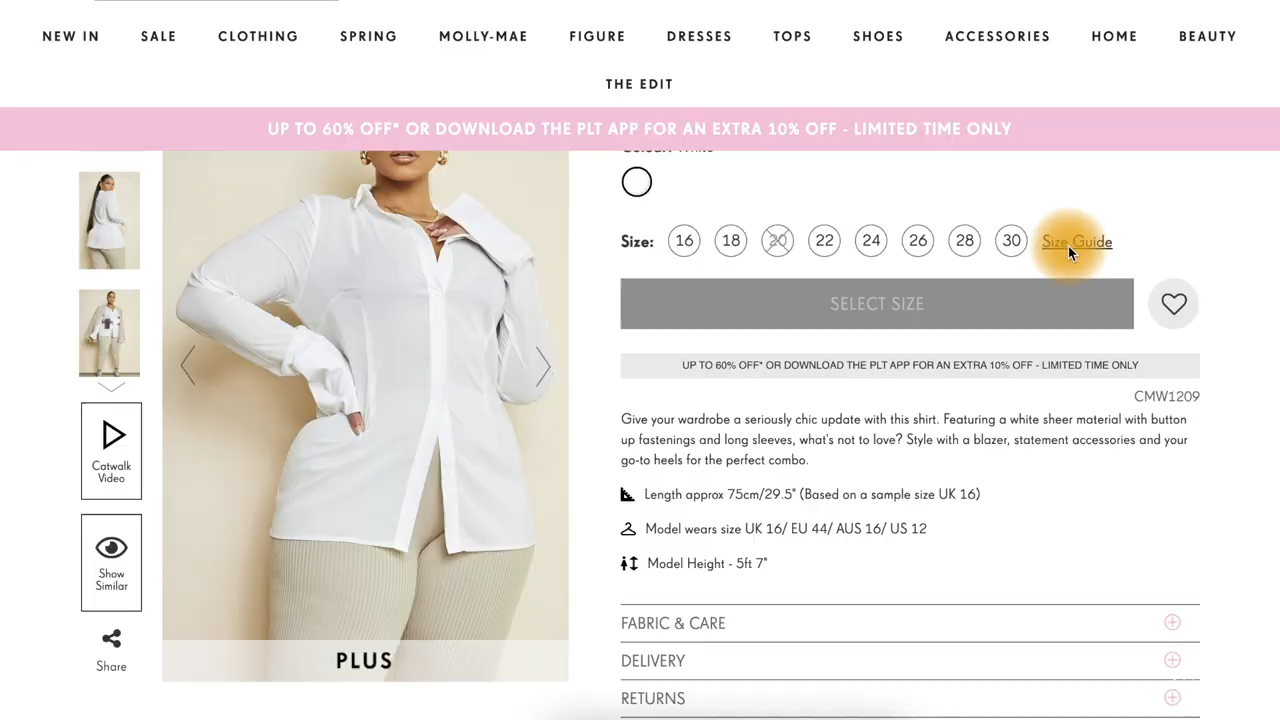 NEW IN SALE CLOTHING SPRING MOLLY-MAE FIGURE DRESSES TOPS SHOES ACCESSORIES HOME BEAUTY
THE EDIT
UP TO 60% OFF* OR DOWNLOAD THE PLT APP FOR AN EXTRA 10% OFF - LIMITED TIME ONLY
Size: 16 18 20 22 24 26 28 30 Size Guide
SELECT SIZE
UP TO 60% OFF* OR DOWNLOAD THE PLT APP FOR AN EXTRA 10% OFF - LIMITED TIME ONLY
CMW1209
Give your wardrobe a seriously chic update with this shirt. Featuring a white sheer material with button
up fastenings and long sleeves, what's not to love? Style with a blazer, statement accessories and your
go-to heels for the perfect combo.
Length approx 75cm/29.5" (Based on a sample size UK 16)
Model wears size UK 16/ EU 44/ AUS 16/ US 12
Model Height - 5ft 7"
FABRIC & CARE
DELIVERY
RETURNS
Catwalk
Video
Show
Similar
Share
PLUS